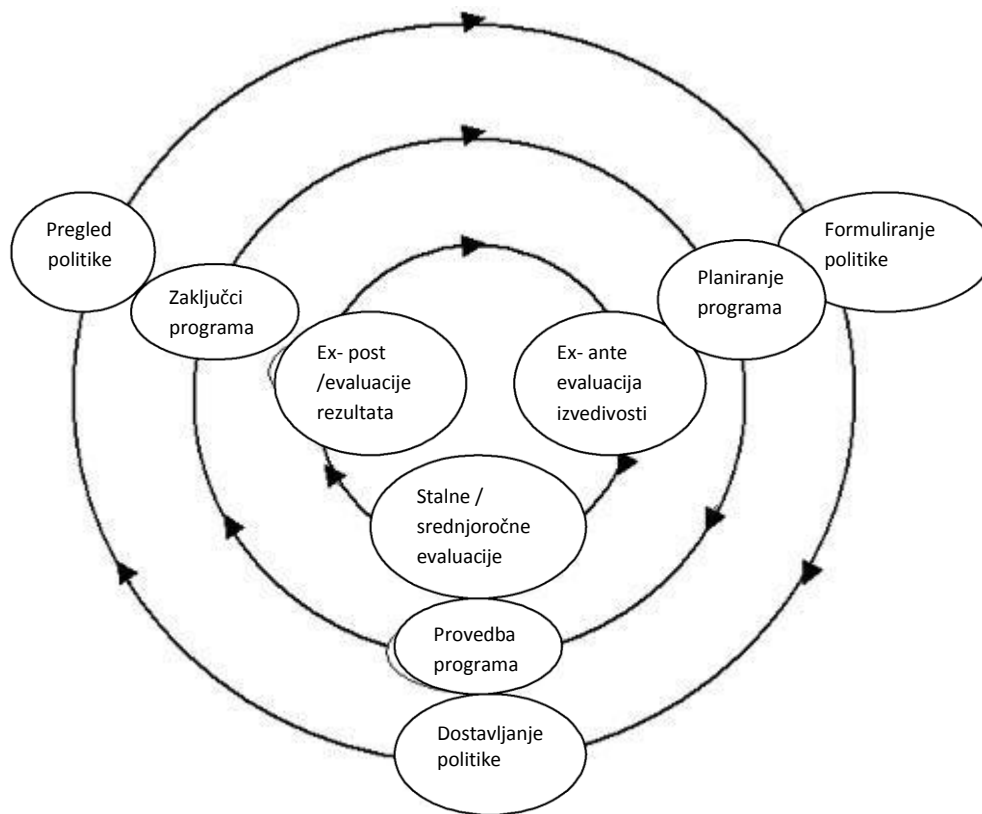 Pregled
politike
Formuliranje
politike
Zaključci
programa
Planiranje
programa
Ex- post
/evaluacije
rezultata
Ex- ante
evaluacija
izvedivosti
Stalne /
srednjoročne
evaluacije
Provedba
programa
Dostavljanje
politike